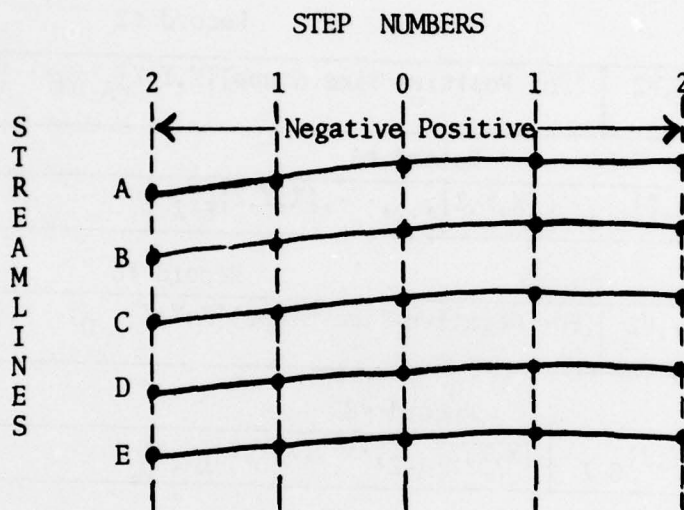 STEP NUMBERS
2 1 0 1 2
Negative Positive
STREAMLINES
A
B
C
D
E